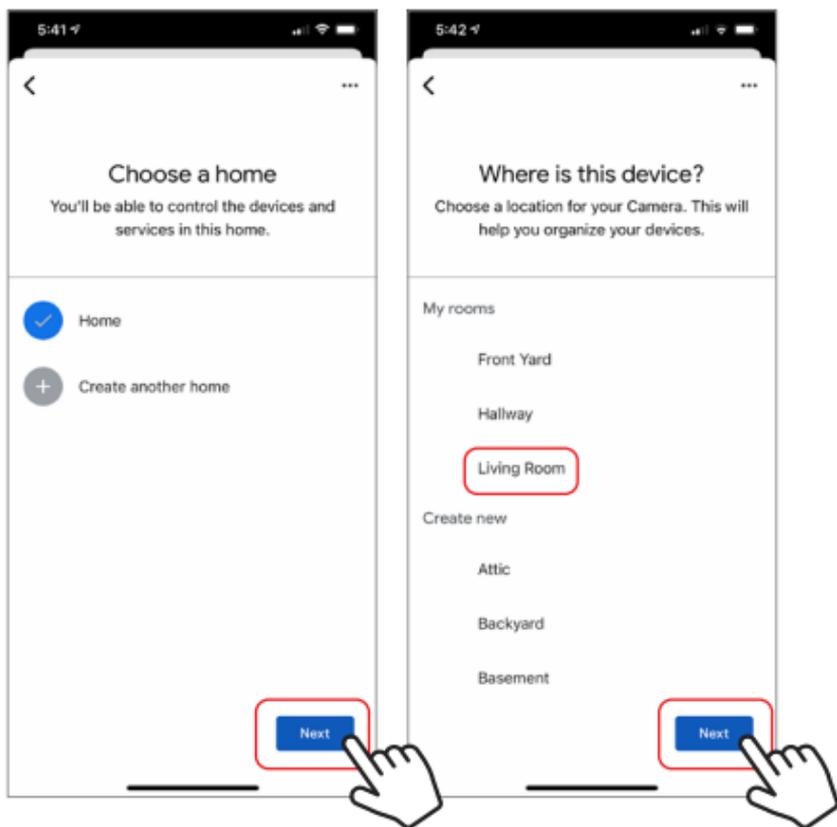 5:41
Choose a home
You'll be able to control the devices and
services in this home.
Home
Create another home
Next
5:42
Where is this device?
Choose a location for your Camera. This will
help you organize your devices.
My rooms
Front Yard
Hallway
Living Room
Create new
Attic
Backyard
Basement
Next